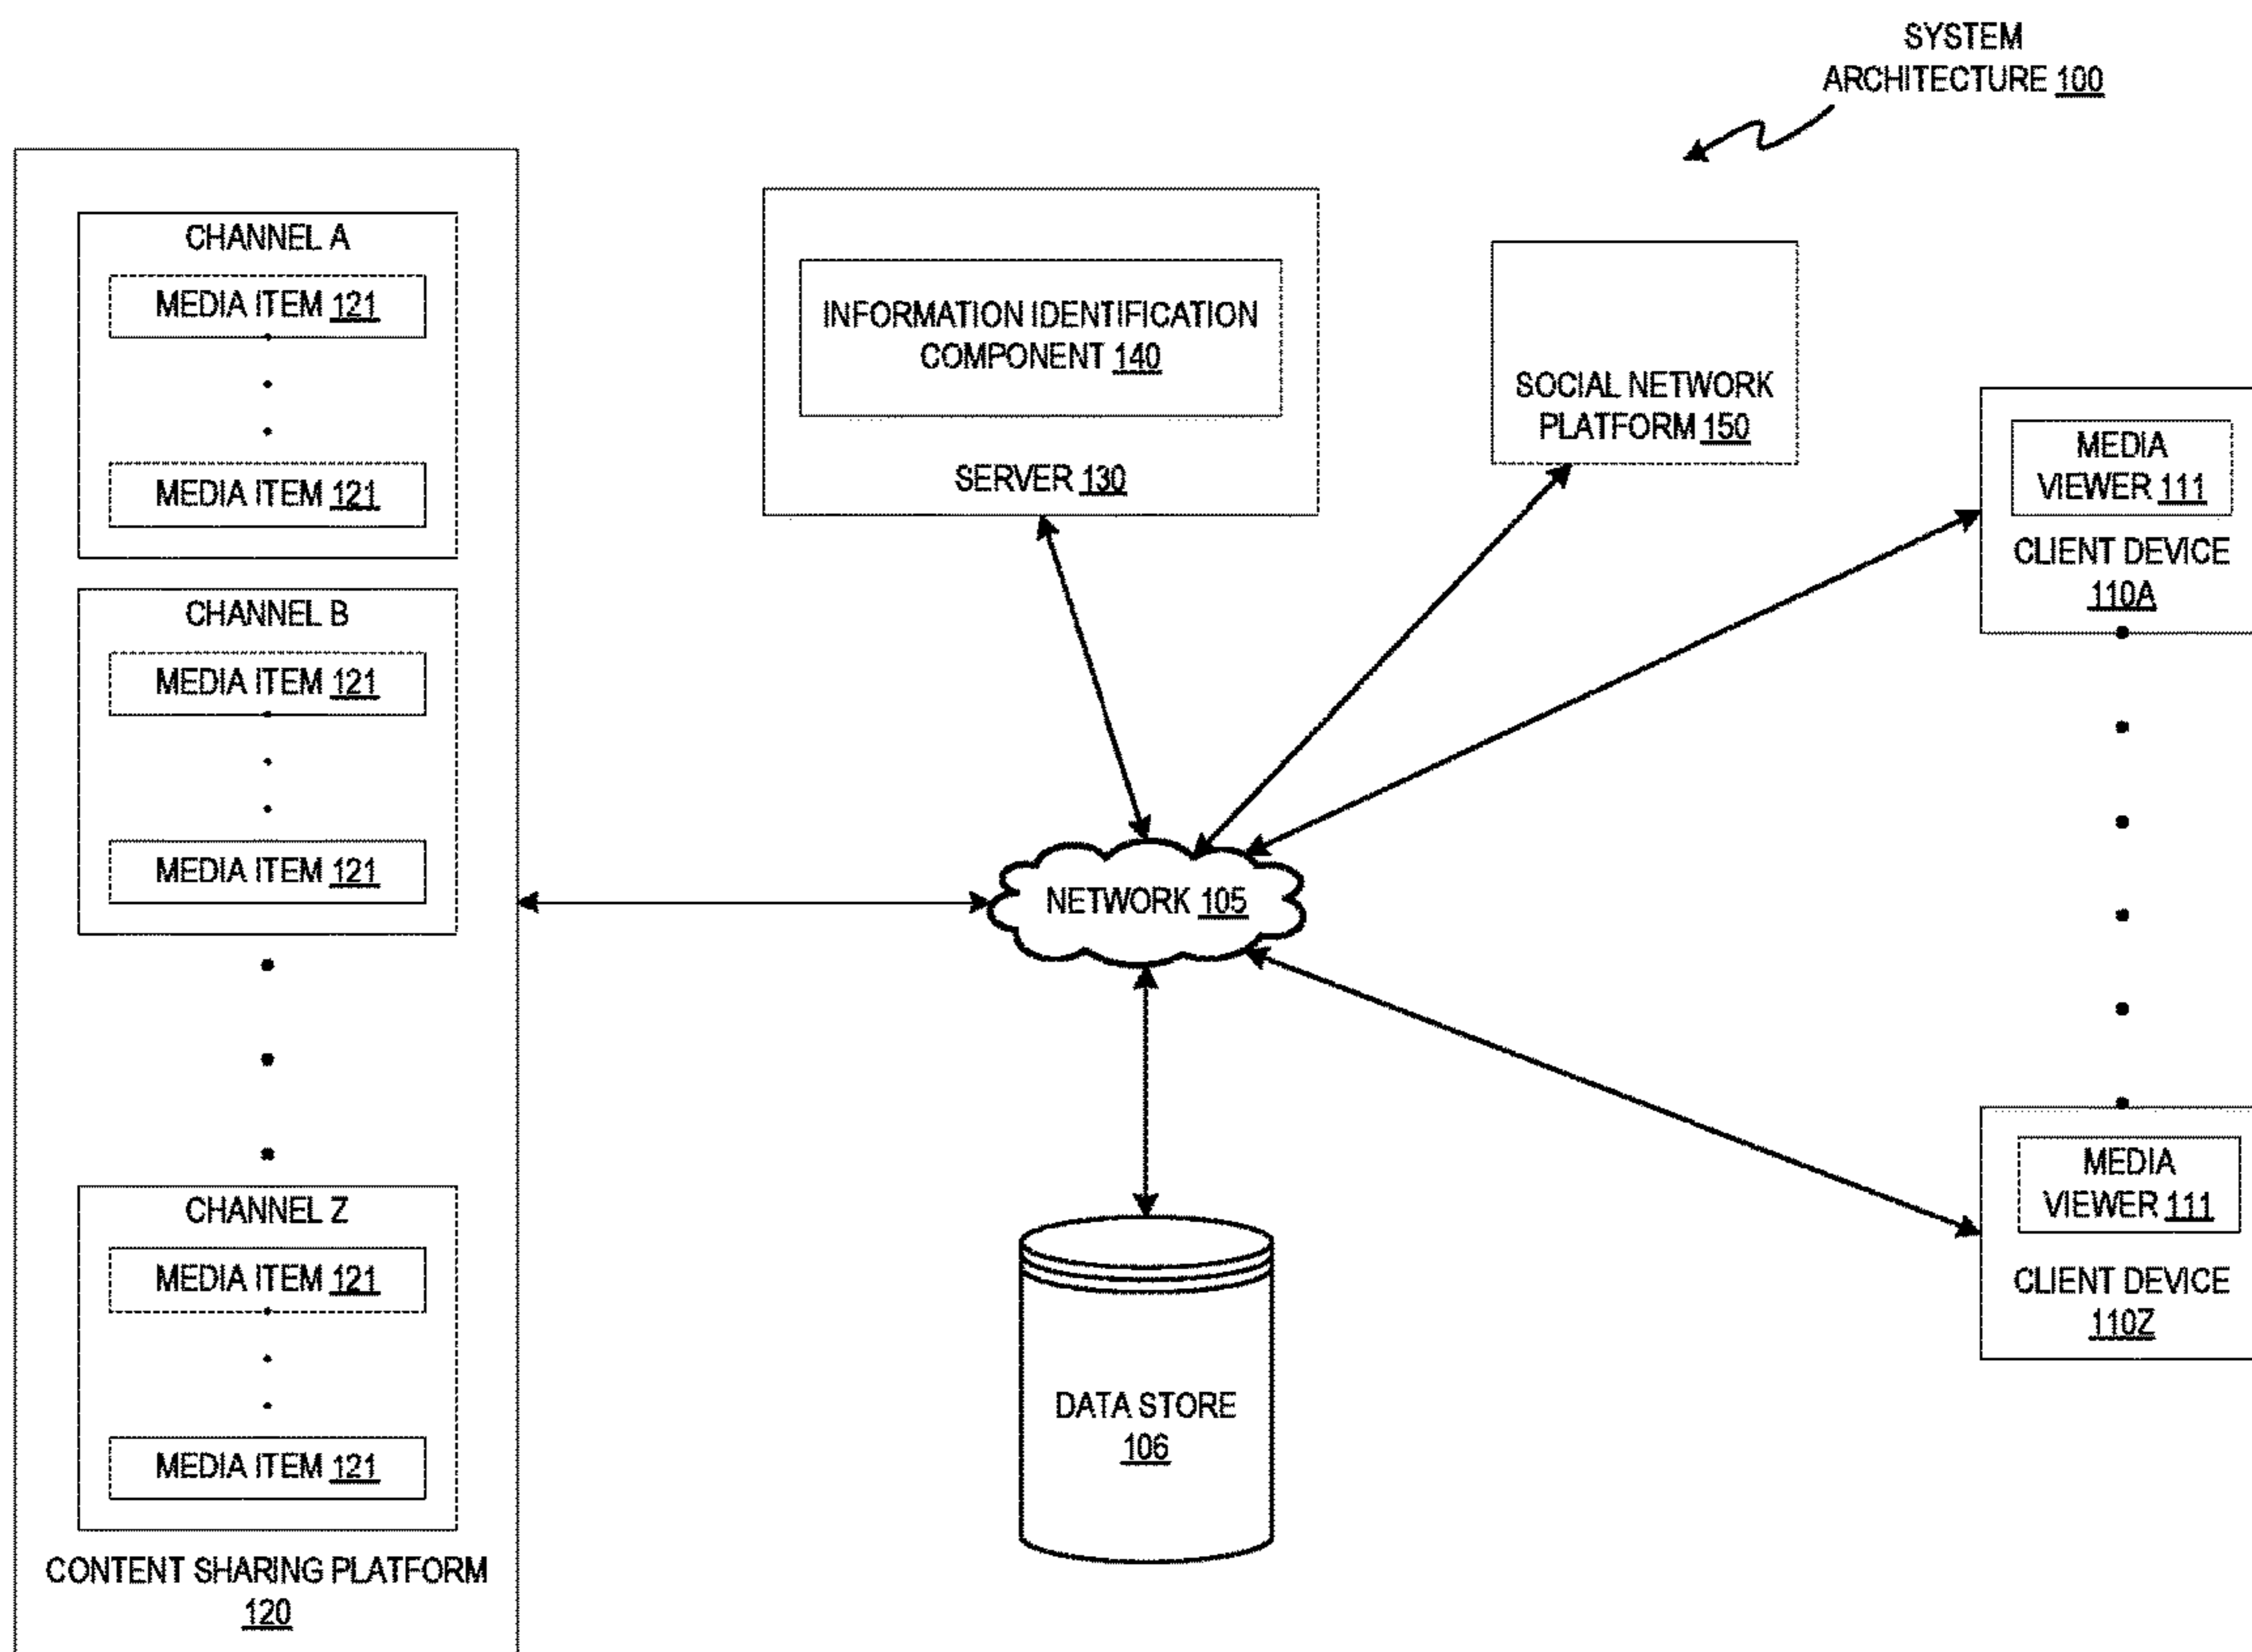 SYSTEM
ARCHITECTURE 100
CHANNEL A
MEDIA ITEM 121
MEDIA ITEM 121
CHANNEL B
MEDIA ITEM 121
MEDIA ITEM 121
CHANNEL Z
MEDIA ITEM 121
MEDIA ITEM 121
CONTENT SHARING PLATFORM
120
INFORMATION IDENTIFICATION
COMPONENT 140
SERVER 130
SOCIAL NETWORK
PLATFORM 150
MEDIA
VIEWER 111
CLIENT DEVICE
110A
NETWORK 105
DATA STORE
106
MEDIA
VIEWER 111
CLIENT DEVICE
110Z